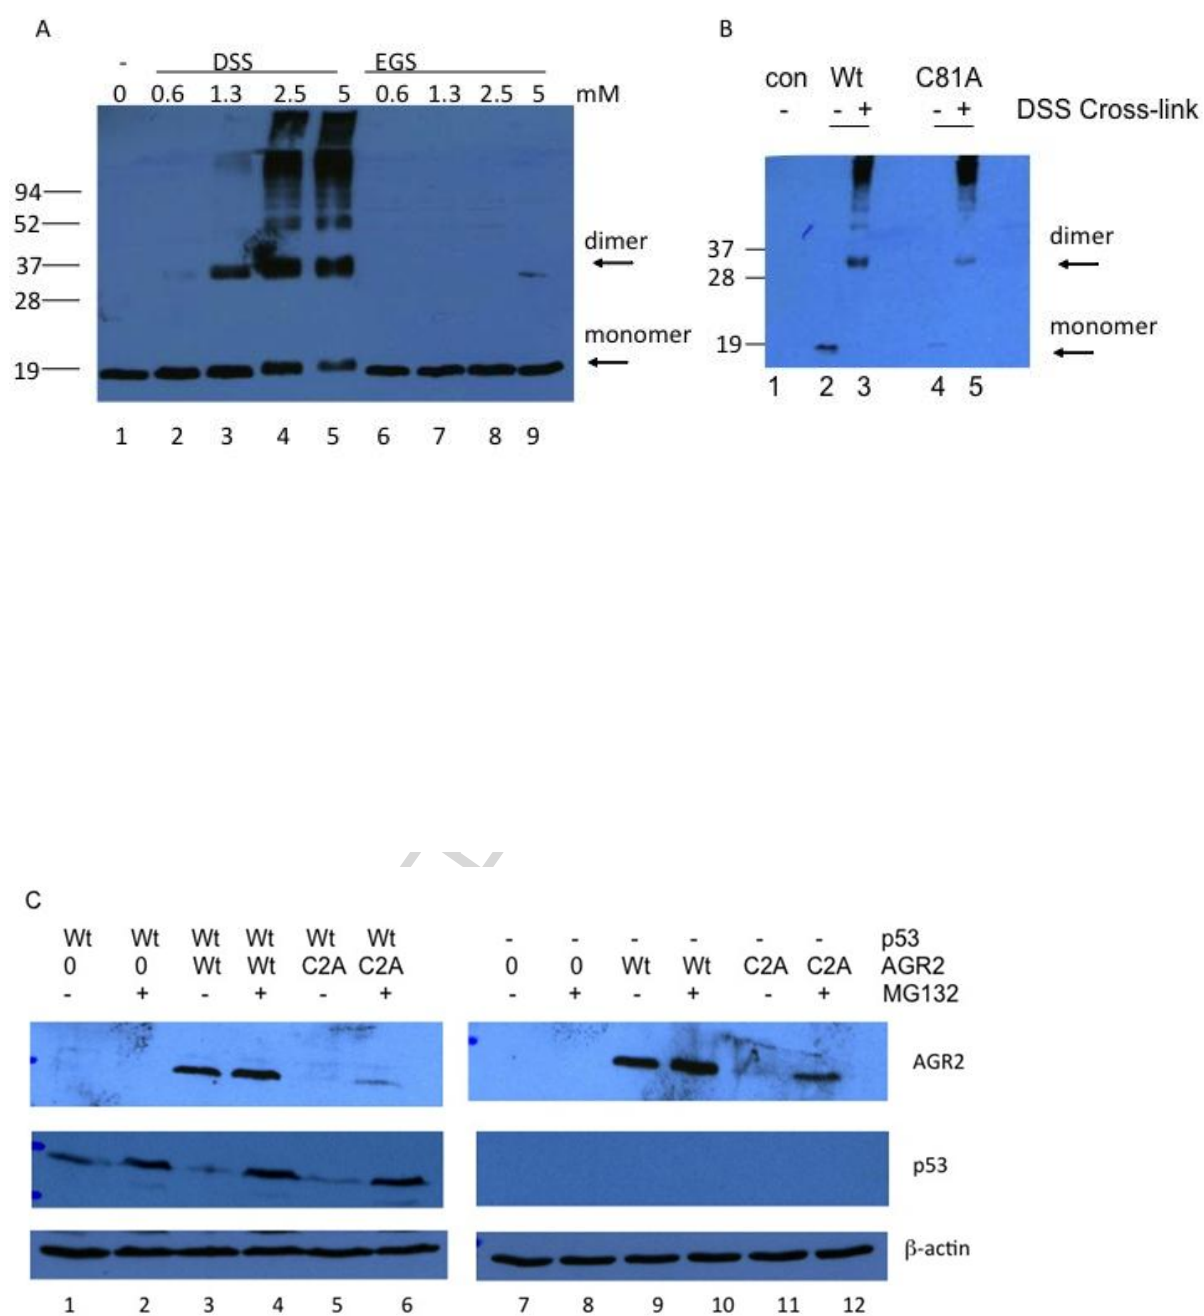 A
- DSS EGS
0 0.6 1.3 2.5 5 0.6 1.3 2.5 5 mM
94
52
37
28
19
dimer
monomer
1 2 3 4 5 6 7 8 9
B
con Wt C81A
- - + - + DSS Cross-link
37
28
19
dimer
monomer
1 2 3 4 5
C
Wt Wt Wt Wt Wt Wt - - - - - - p53
0 0 Wt Wt C2A C2A 0 0 Wt Wt C2A C2A AGR2
- + - + - + - + - + - + MG132
AGR2
p53
β-actin
1 2 3 4 5 6 7 8 9 10 11 12